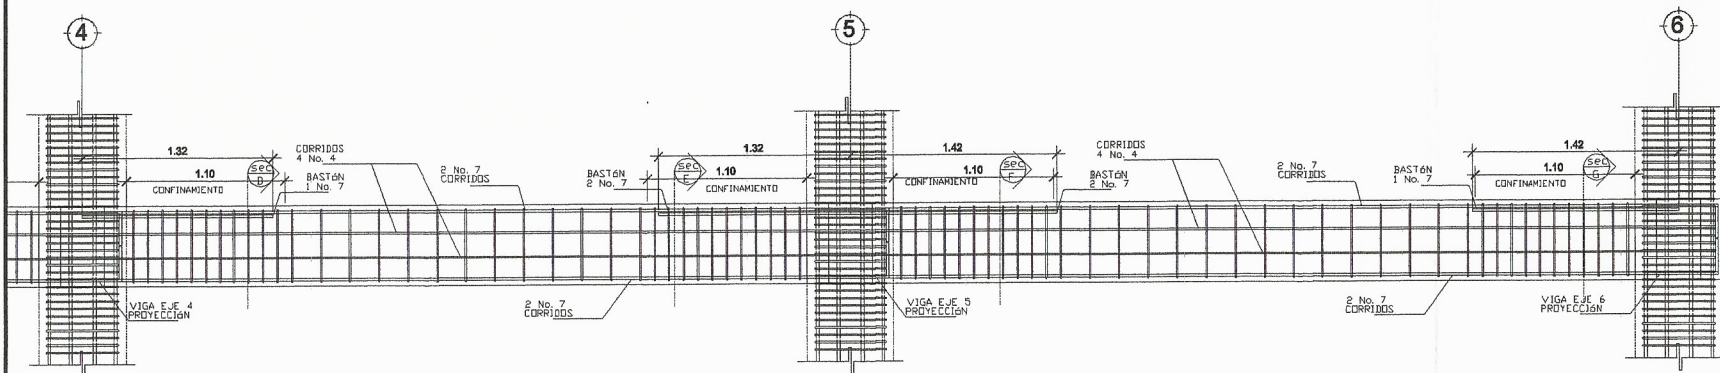 4
5
6
1.32
1.10
CONFINAMIENTO
sec
D
BASTÓN
1 No. 7
CORRIDOS
4 No. 4
2 No. 7
CORRIDOS
BASTÓN
2 No. 7
1.32
sec
1.10
CONFINAMIENTO
1.42
1.10
CONFINAMIENTO
sec
F
BASTÓN
2 No. 7
CORRIDOS
4 No. 4
2 No. 7
CORRIDOS
BASTÓN
1 No. 7
1.42
1.10
CONFINAMIENTO
sec
G
VIGA EJE 4
PROYECCIÓN
2 No. 7
CORRIDOS
VIGA EJE 5
PROYECCIÓN
2 No. 7
CORRIDOS
VIGA EJE 6
PROYECCIÓN